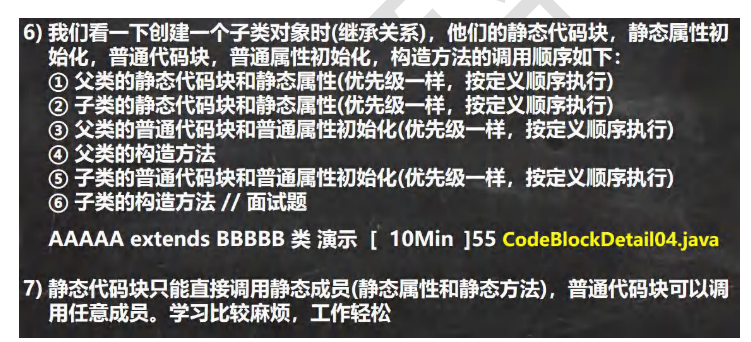 6) 我们看一下创建一个子类对象时(继承关系)，他们的静态代码块，静态属性初
始化，普通代码块，普通属性初始化，构造方法的调用顺序如下：
① 父类的静态代码块和静态属性(优先级一样，按定义顺序执行)
② 子类的静态代码块和静态属性(优先级一样，按定义顺序执行)
③ 父类的普通代码块和普通属性初始化(优先级一样，按定义顺序执行)
④ 父类的构造方法
⑤ 子类的普通代码块和普通属性初始化(优先级一样，按定义顺序执行)
⑥ 子类的构造方法 // 面试题
AAAAA extends BBBBB 类 演示 [ 10Min ]55 CodeBlockDetail04.java
7) 静态代码块只能直接调用静态成员(静态属性和静态方法)，普通代码块可以调
用任意成员。学习比较麻烦，工作轻松